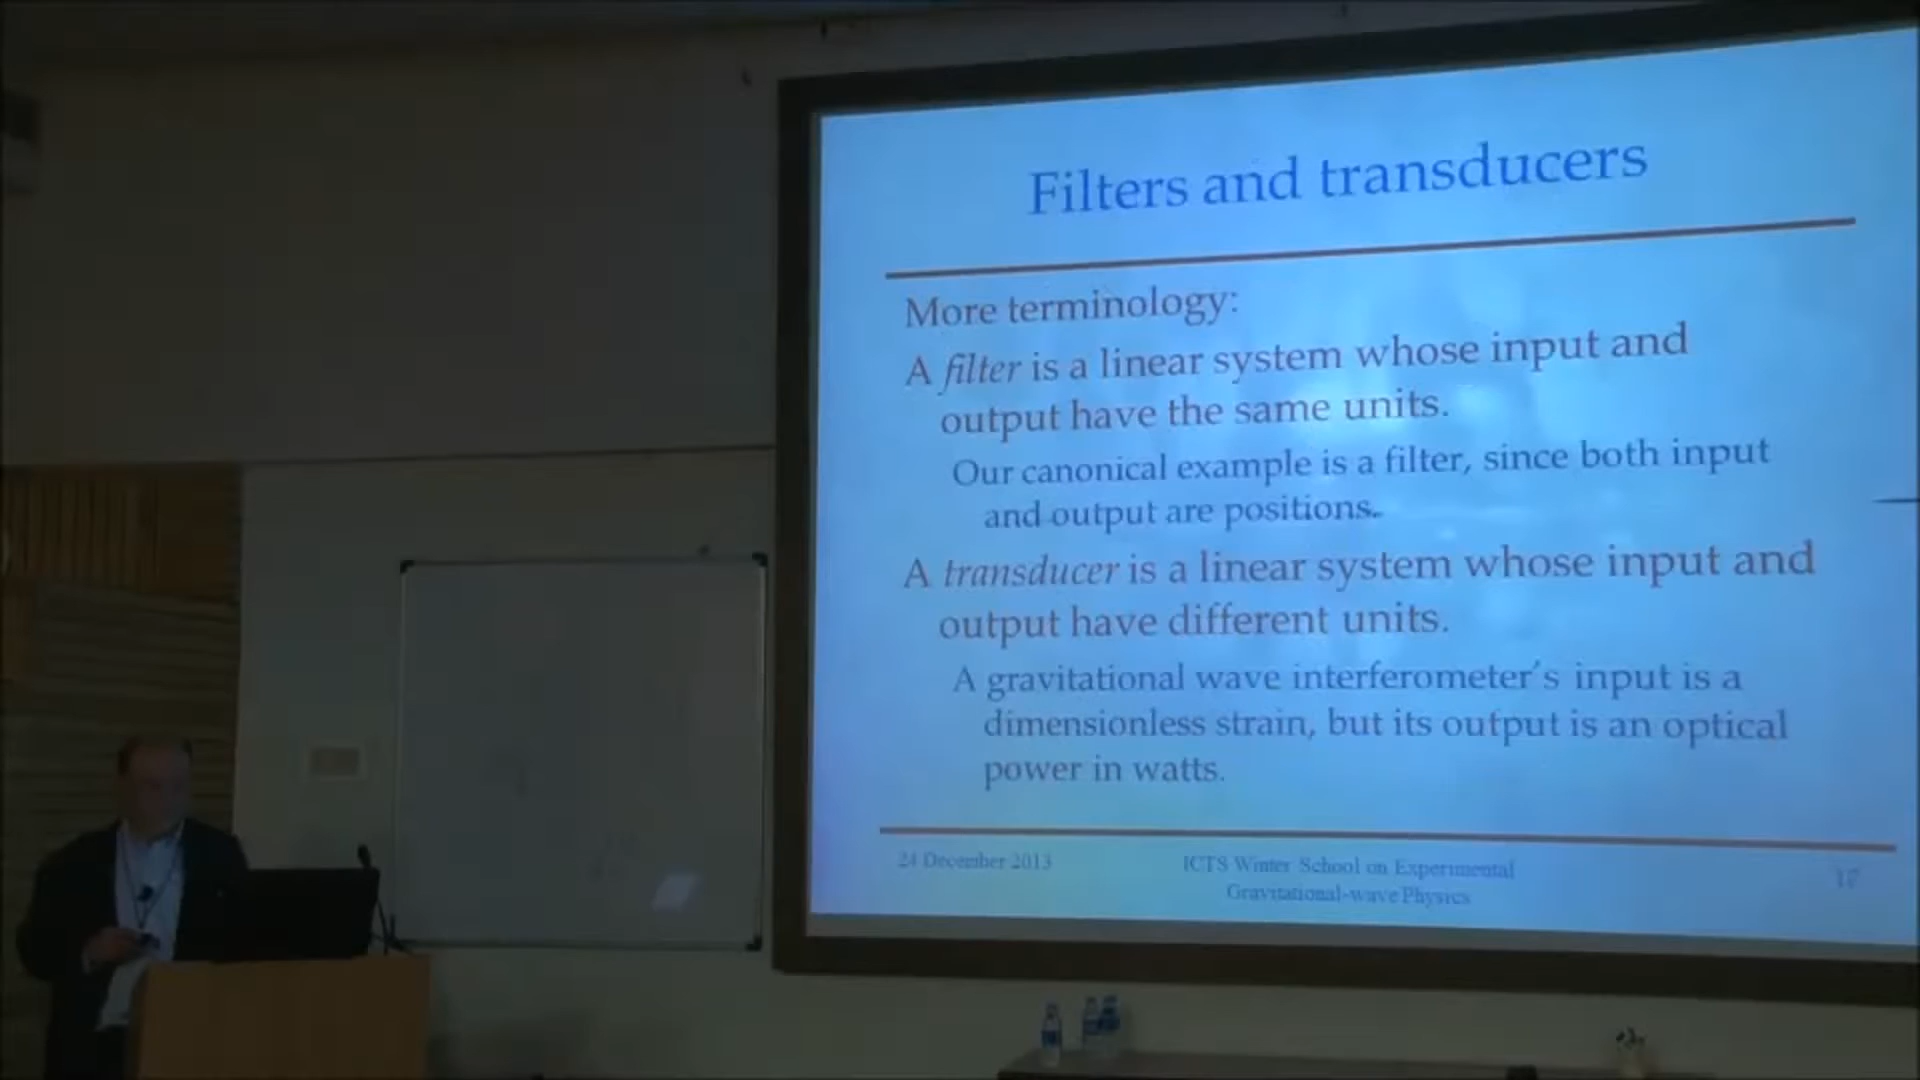 Filters and transducers
More terminology:
A filter is a linear system whose input and
output have the same units.
Our canonical example is a filter, since both input
and output are positions.
A transducer is a linear system whose input and
output have different units.
A gravitational wave interferometer's input is a
dimensionless strain, but its output is an optical
power in watts.
24 December 2013
ICTS Winter School on Experimental
Gravitational-wave Physics
17